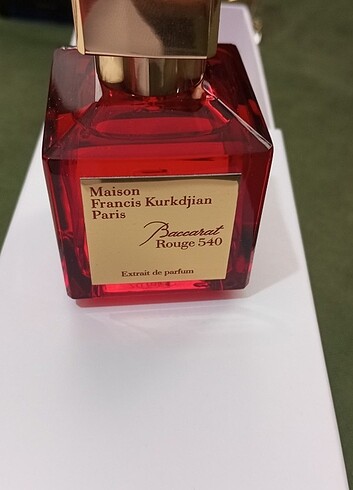 Maison
Francis Kurkdjian
Paris
Baccarat
Rouge 540
Extrait de parfum